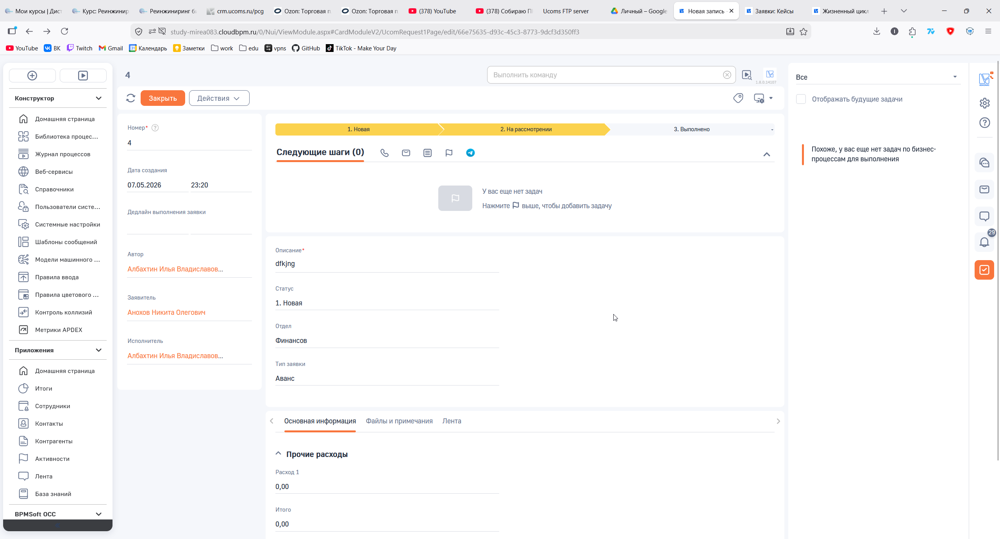 Мои курсы | Дист
Курс: Реинжинир
Реинжиниринг б
crm.ucoms.ru/pcg
Ozon: Торговая п
Ozon: Торговая п
(378) YouTube
(378) Собираю П
Ucoms FTP server
Личный – Google
Новая запись
Заявки: Кейсы
Жизненный цикл
study-mirea083.cloudbpm.ru/0/Nui/ViewModule.aspx#CardModuleV2/UcomRequest1Page/edit/66e75635-d93c-45c3-8773-9dcf3d350ff3
YouTube
ВК
Twitch
Gmail
Календарь
Заметки
work
edu
vpns
GitHub
TikTok - Make Your Day
Конструктор
Домашняя страница
Библиотека процес...
Журнал процессов
Веб-сервисы
Справочники
Пользователи систе...
Системные настройки
Шаблоны сообщений
Модели машинного ...
Правила ввода
Правила цветового ...
Контроль коллизий
Метрики APDEX
Приложения
Домашняя страница
Итоги
Сотрудники
Контакты
Контрагенты
Активности
Лента
База знаний
BPMSoft ОСС
4
Выполнить команду
1.8.0.14107
Закрыть
Действия
Номер*
4
Дата создания
07.05.2026 23:20
Дедлайн выполнения заявки
Автор
Албахтин Илья Владиславов...
Заявитель
Анохов Никита Олегович
Исполнитель
Албахтин Илья Владиславов...
1. Новая
2. На рассмотрении
3. Выполнено
Следующие шаги (0)
У вас еще нет задач
Нажмите выше, чтобы добавить задачу
Описание*
dfkjng
Статус
1. Новая
Отдел
Финансов
Тип заявки
Аванс
Основная информация
Файлы и примечания
Лента
Прочие расходы
Расход 1
0,00
Итого
0,00
Все
Отображать будущие задачи
Похоже, у вас еще нет задач по бизнес-
процессам для выполнения
ЮКОМС
29